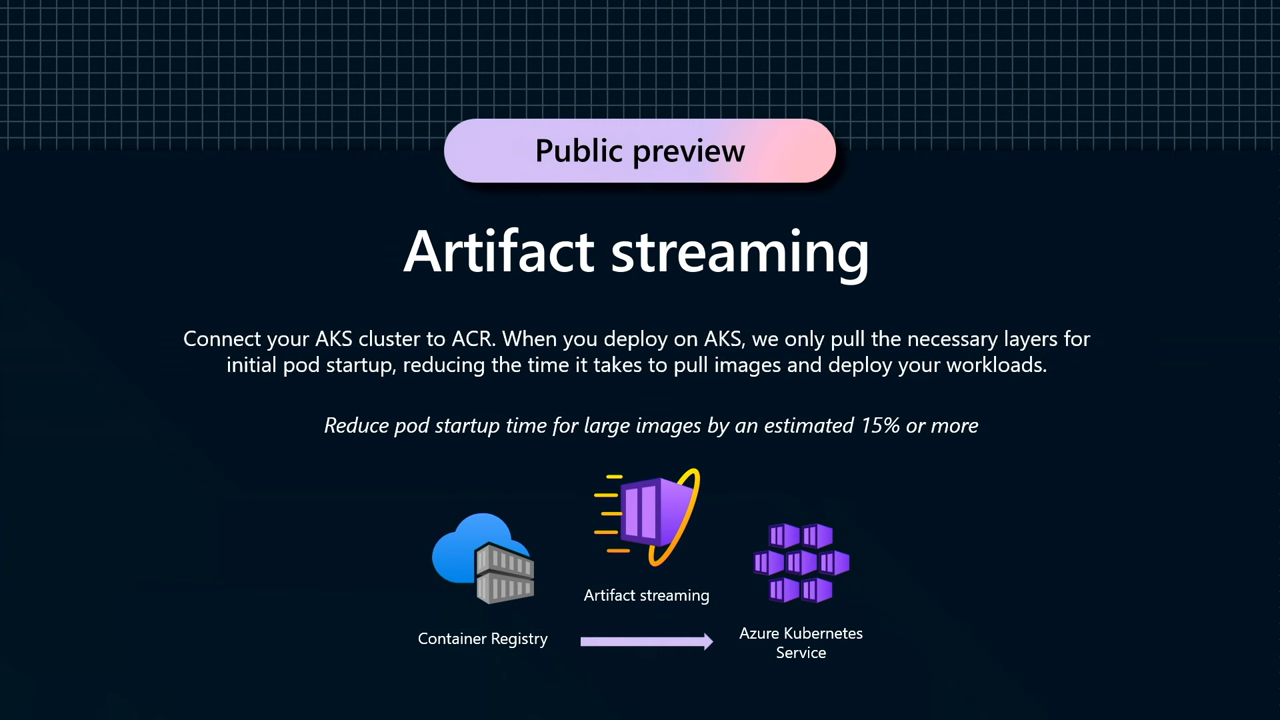 Public preview
Artifact streaming
Connect your AKS cluster to ACR. When you deploy on AKS, we only pull the necessary layers for
initial pod startup, reducing the time it takes to pull images and deploy your workloads.
Reduce pod startup time for large images by an estimated 15% or more
Artifact streaming
Container Registry
Azure Kubernetes
Service